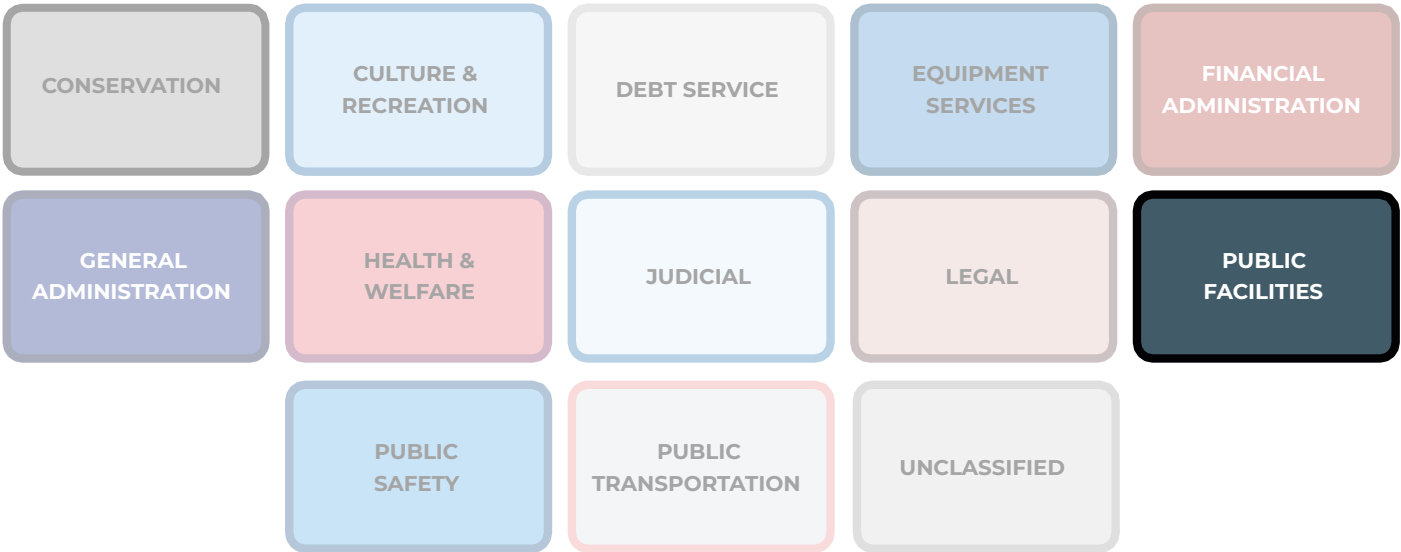 CONSERVATION
CULTURE &
RECREATION
DEBT SERVICE
EQUIPMENT
SERVICES
FINANCIAL
ADMINISTRATION
GENERAL
ADMINISTRATION
HEALTH &
WELFARE
JUDICIAL
LEGAL
PUBLIC
FACILITIES
PUBLIC
SAFETY
PUBLIC
TRANSPORTATION
UNCLASSIFIED